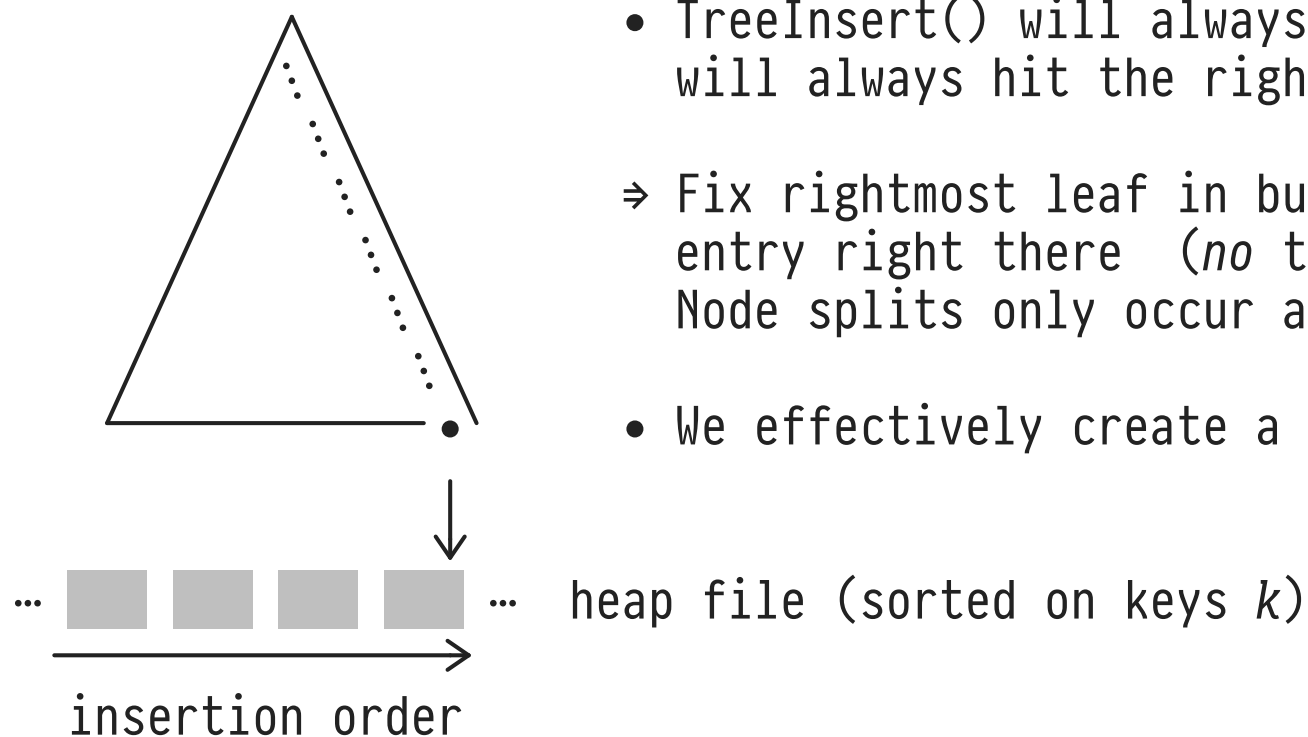 • TreeInsert() will always
will always hit the righ
→ Fix rightmost leaf in bu
entry right there (no t
Node splits only occur a
• We effectively create a
... ... heap file (sorted on keys k)
insertion order